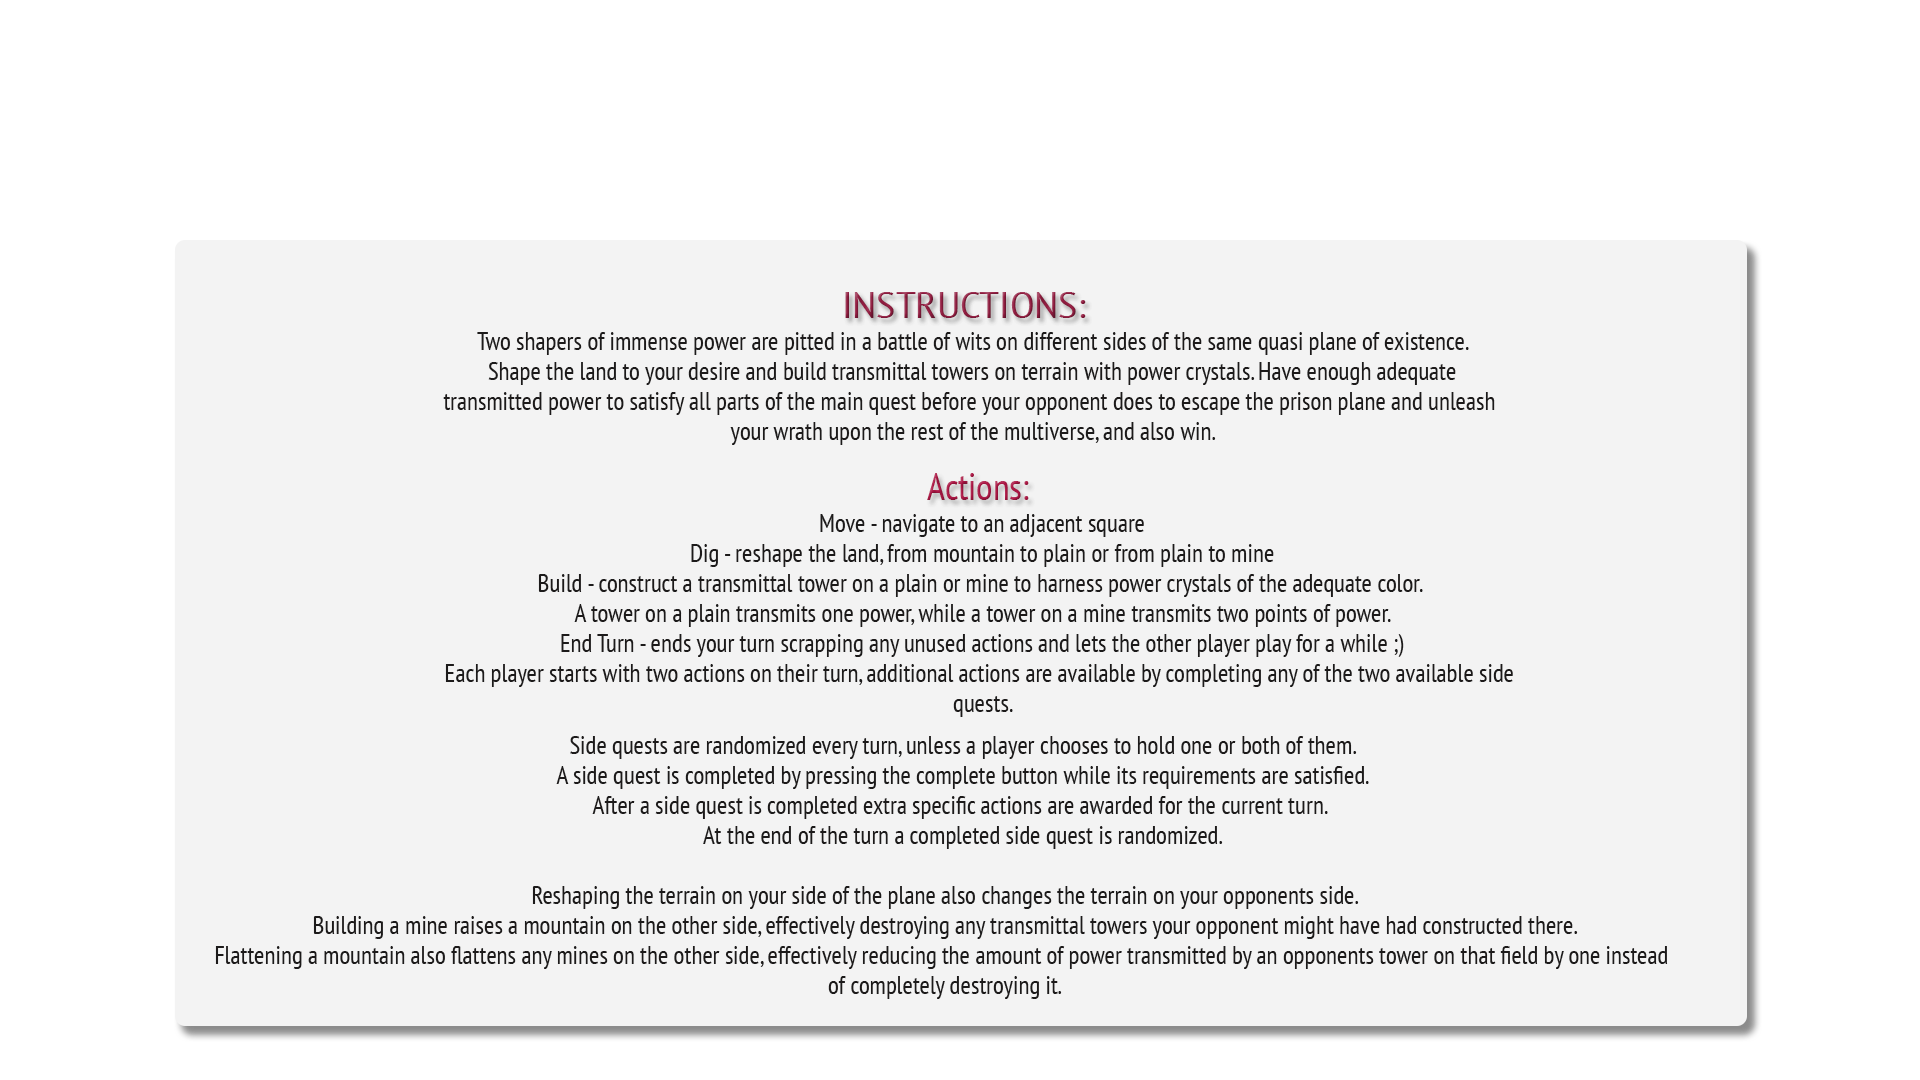 INSTRUCTIONS:
Two shapers of immense power are pitted in a battle of wits on different sides of the same quasi plane of existence.
Shape the land to your desire and build transmittal towers on terrain with power crystals. Have enough adequate
transmitted power to satisfy all parts of the main quest before your opponent does to escape the prison plane and unleash
your wrath upon the rest of the multiverse, and also win.
Actions:
Move - navigate to an adjacent square
Dig - reshape the land, from mountain to plain or from plain to mine
Build - construct a transmittal tower on a plain or mine to harness power crystals of the adequate color.
A tower on a plain transmits one power, while a tower on a mine transmits two points of power.
End Turn - ends your turn scrapping any unused actions and lets the other player play for a while ;)
Each player starts with two actions on their turn, additional actions are available by completing any of the two available side
quests.
Side quests are randomized every turn, unless a player chooses to hold one or both of them.
A side quest is completed by pressing the complete button while its requirements are satisfied.
After a side quest is completed extra specific actions are awarded for the current turn.
At the end of the turn a completed side quest is randomized.
Reshaping the terrain on your side of the plane also changes the terrain on your opponents side.
Building a mine raises a mountain on the other side, effectively destroying any transmittal towers your opponent might have had constructed there.
Flattening a mountain also flattens any mines on the other side, effectively reducing the amount of power transmitted by an opponents tower on that field by one instead
of completely destroying it.